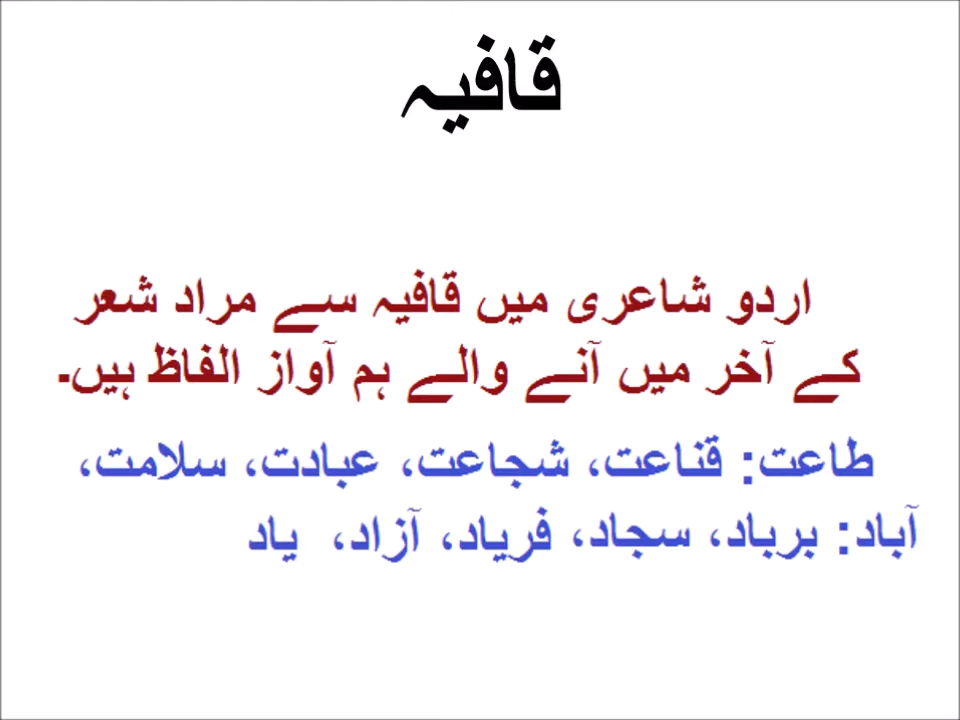 قافیہ
اردو شاعری میں قافیہ سے مراد شعر
کے آخر میں آنے والے ہم آواز الفاظ ہیں۔
طاعت: قناعت، شجاعت، عبادت، سلامت،
آباد: برباد، سجاد، فریاد، آزاد، یاد